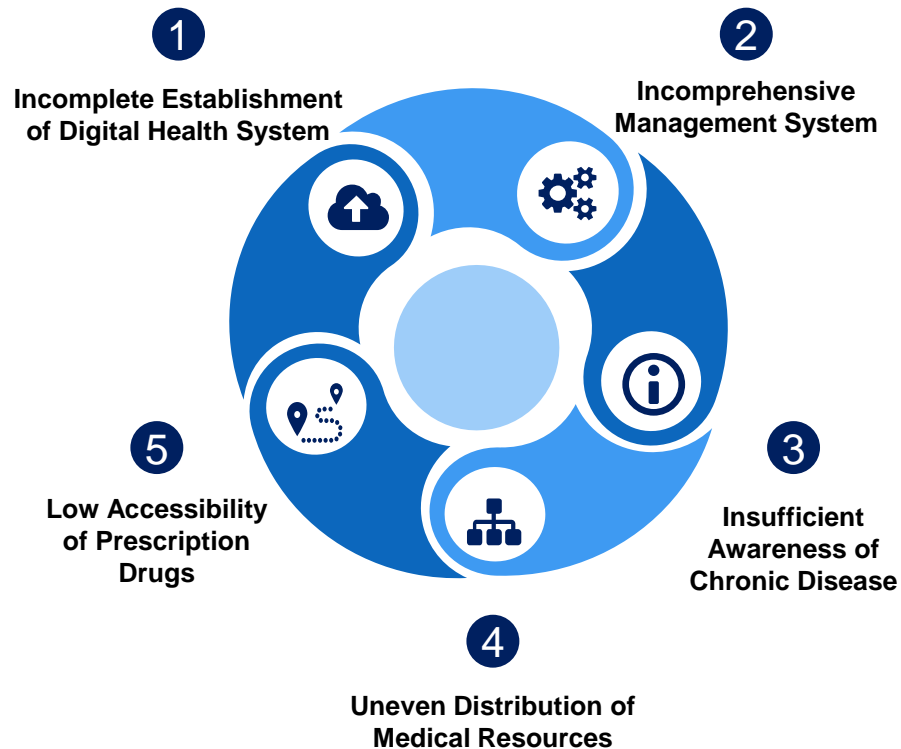 1
Incomplete Establishment
of Digital Health System
2
Incomprehensive
Management System
3
Insufficient
Awareness of
Chronic Disease
4
Uneven Distribution of
Medical Resources
5
Low Accessibility
of Prescription
Drugs